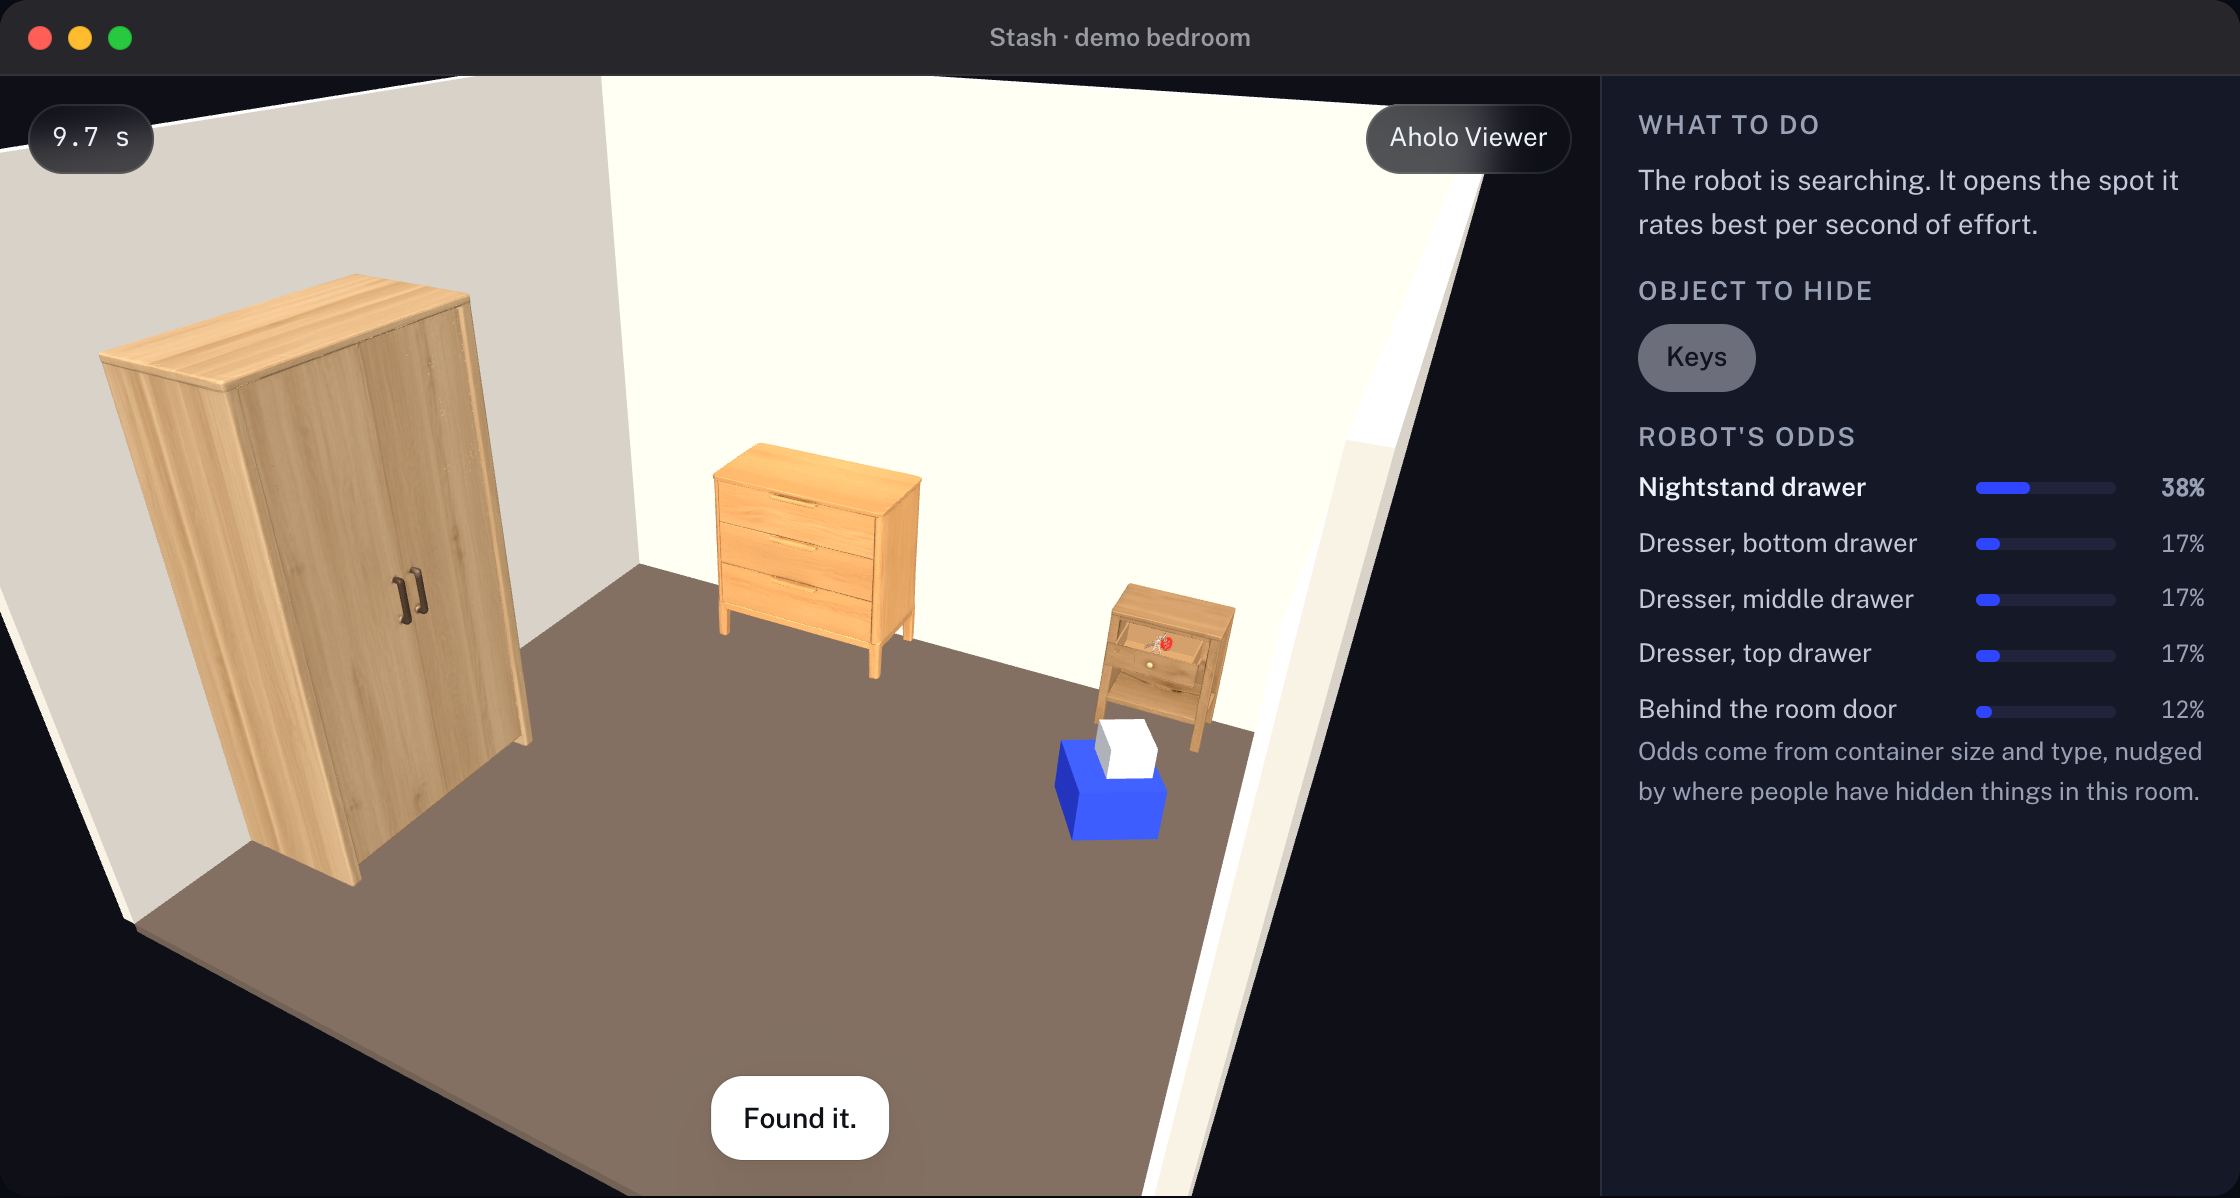 Stash · demo bedroom
9.7 s
Aholo Viewer
Found it.
WHAT TO DO
The robot is searching. It opens the spot it
rates best per second of effort.
OBJECT TO HIDE
Keys
ROBOT'S ODDS
Nightstand drawer 38%
Dresser, bottom drawer 17%
Dresser, middle drawer 17%
Dresser, top drawer 17%
Behind the room door 12%
Odds come from container size and type, nudged
by where people have hidden things in this room.